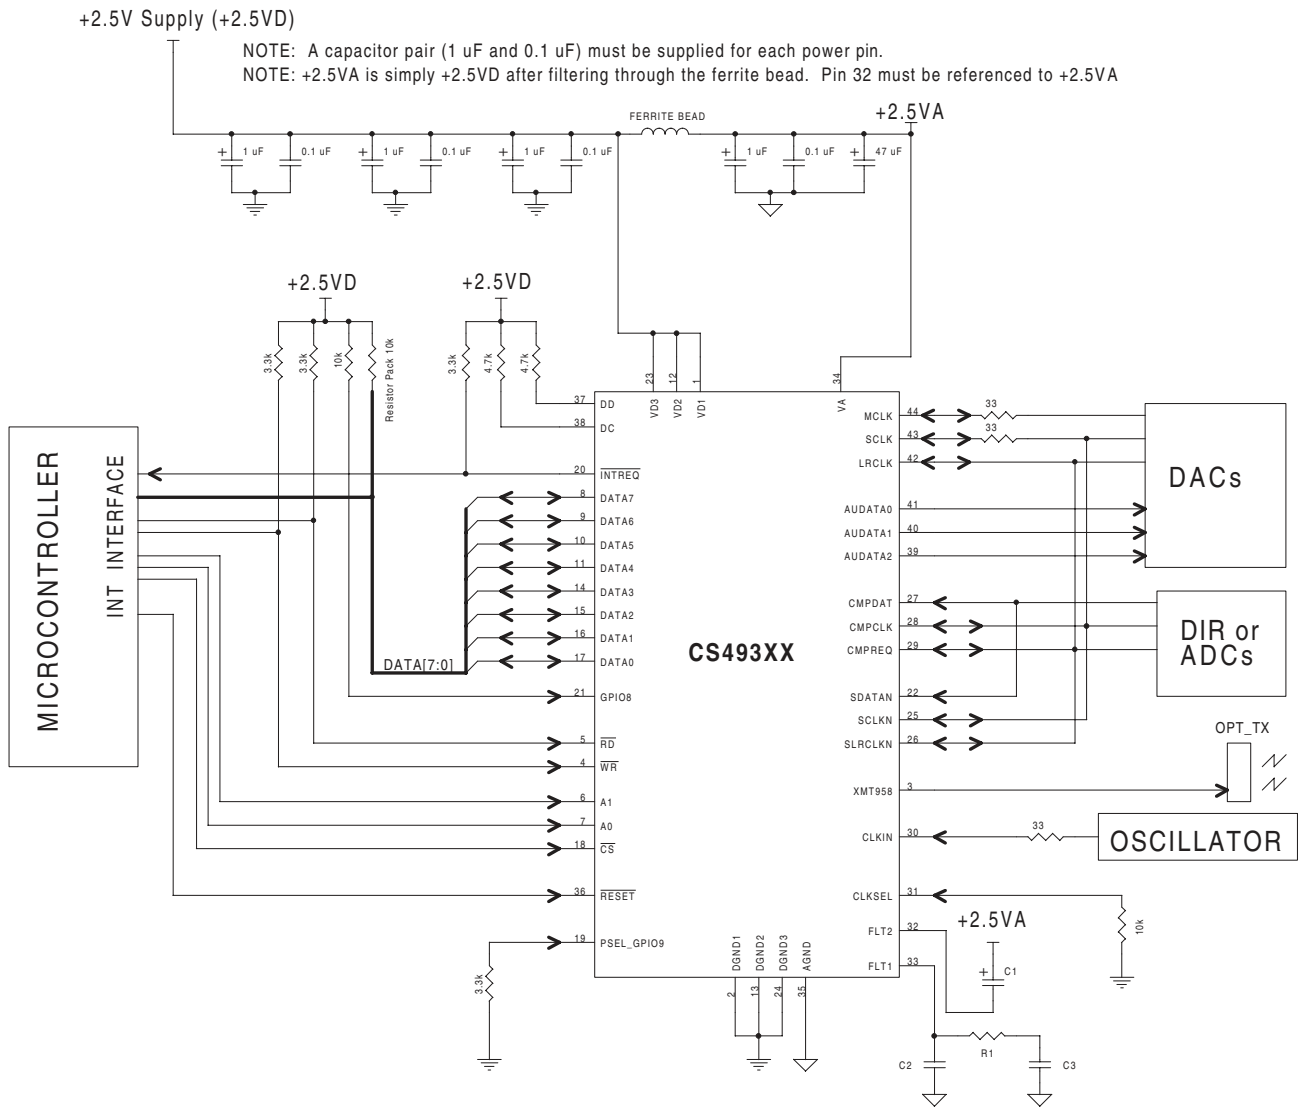 +2.5V Supply (+2.5VD)
NOTE: A capacitor pair (1 uF and 0.1 uF) must be supplied for each power pin.
NOTE: +2.5VA is simply +2.5VD after filtering through the ferrite bead. Pin 32 must be referenced to +2.5VA
FERRITE BEAD
+2.5VA
+ 1 uF
0.1 uF
+ 1 uF
0.1 uF
+ 1 uF
0.1 uF
+ 1 uF
0.1 uF
+ 47 uF
+2.5VD
+2.5VD
3.3k
3.3k
10k
Resistor Pack 10k
3.3k
4.7k
4.7k
23
12
1
34
VD3
VD2
VD1
VA
MICROCONTROLLER
INT INTERFACE
DATA[7:0]
37 DD
38 DC
20 INTREQ
8 DATA7
9 DATA6
10 DATA5
11 DATA4
14 DATA3
15 DATA2
16 DATA1
17 DATA0
21 GPIO8
5 RD
4 WR
6 A1
7 A0
18 CS
36 RESET
19 PSEL_GPIO9
3.3k
CS493XX
MCLK 44
33
SCLK 43
33
LRCLK 42
AUDATA0 41
AUDATA1 40
AUDATA2 39
DACs
CMPDAT 27
CMPCLK 28
CMPREQ 29
DIR or
ADCs
SDATAN 22
SCLKN 25
SLRCLKN 26
OPT_TX
XMT958 3
CLKIN 30
33
OSCILLATOR
CLKSEL 31
10k
FLT2 32
+2.5VA
+ C1
FLT1 33
DGND1
DGND2
DGND3
AGND
2
13
24
35
R1
C2
C3